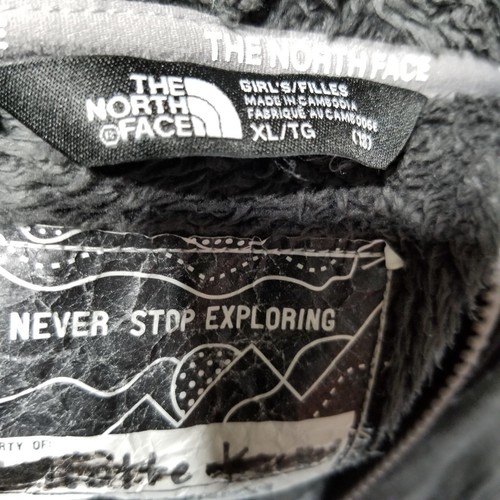 THE NORTH FACE
THE
NORTH
FACE
GIRL'S/FILLES
MADE IN CAMBODIA
FABRIQUÉ AU CAMBODGE
XL/TG (18)
NEVER STOP EXPLORING
RTY OF